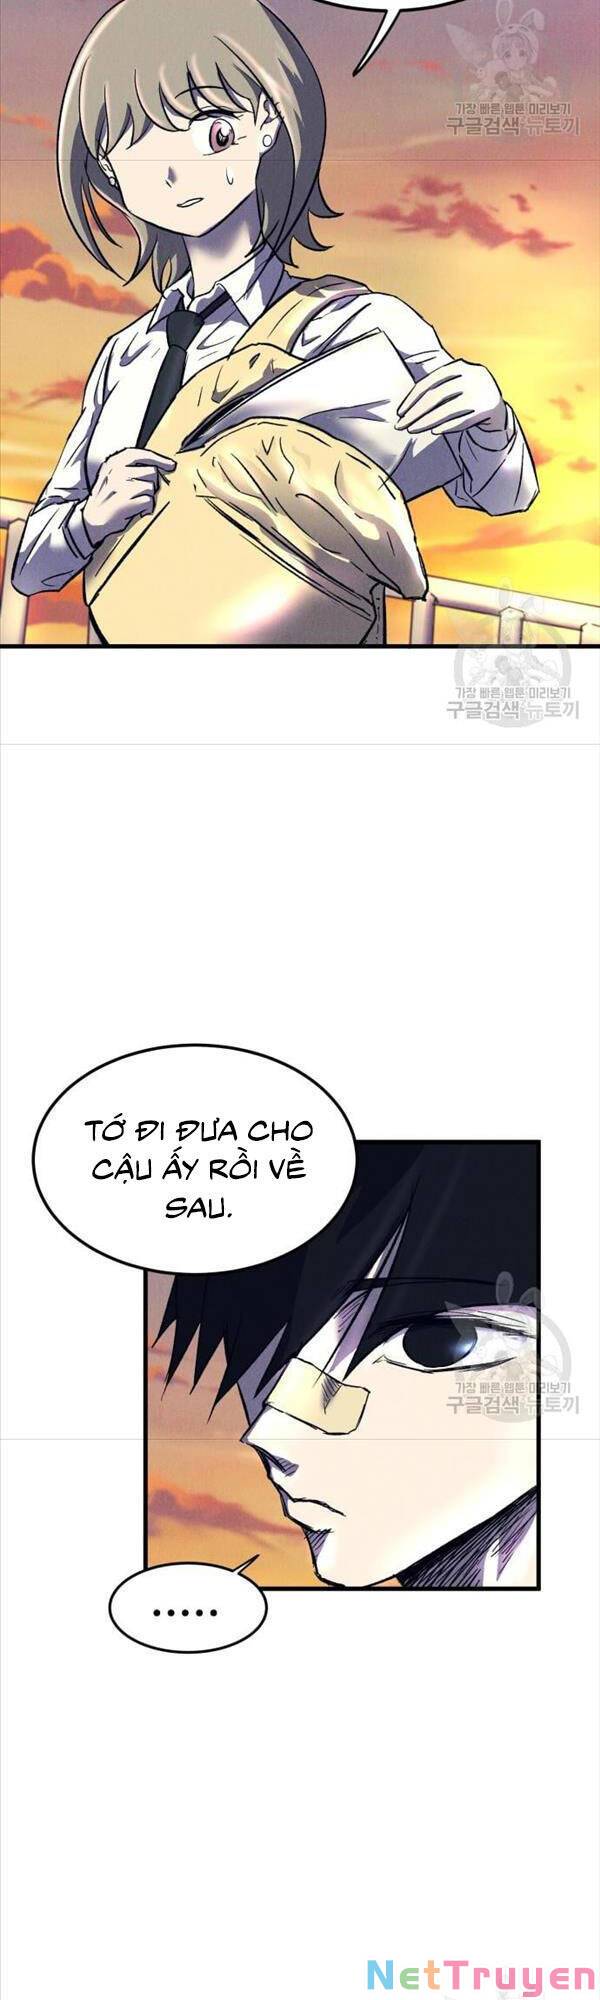 가장 빠른 웹툰 미리보기
구글검색 뉴토끼
가장 빠른 웹툰 미리보기
구글검색 뉴토끼
TỚ ĐI ĐƯA CHO
CẬU ẤY RỒI VỀ
SAU.
가장 빠른 웹툰 미리보기
구글검색 뉴토끼
.....
NetTruyen